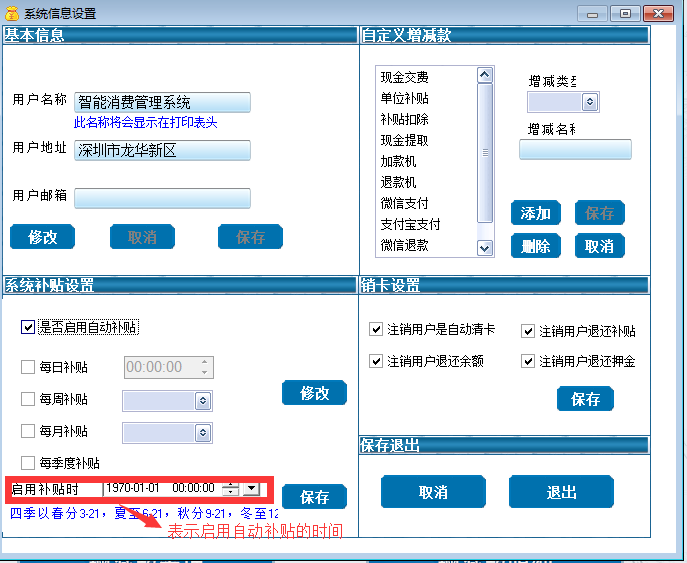 系统信息设置
基本信息
用户名称 智能消费管理系统
此名称将会显示在打印表头
用户地址 深圳市龙华新区
用户邮箱
修改 取消 保存
自定义增减款
现金交费
单位补贴
补贴扣除
现金提取
加款机
退款机
微信支付
支付宝支付
微信退款
增减类
增减名称
添加 保存
删除 取消
系统补贴设置
是否启用自动补贴
每日补贴 00:00:00
每周补贴
每月补贴
每季度补贴
修改
启用补贴时 1970-01-01 00:00:00
保存
四季以春分3-21，夏至6-21，秋分9-21，冬至12
表示启用自动补贴的时间
销卡设置
注销用户是自动清卡 注销用户退还补贴
注销用户退还余额 注销用户退还押金
保存
保存退出
取消 退出